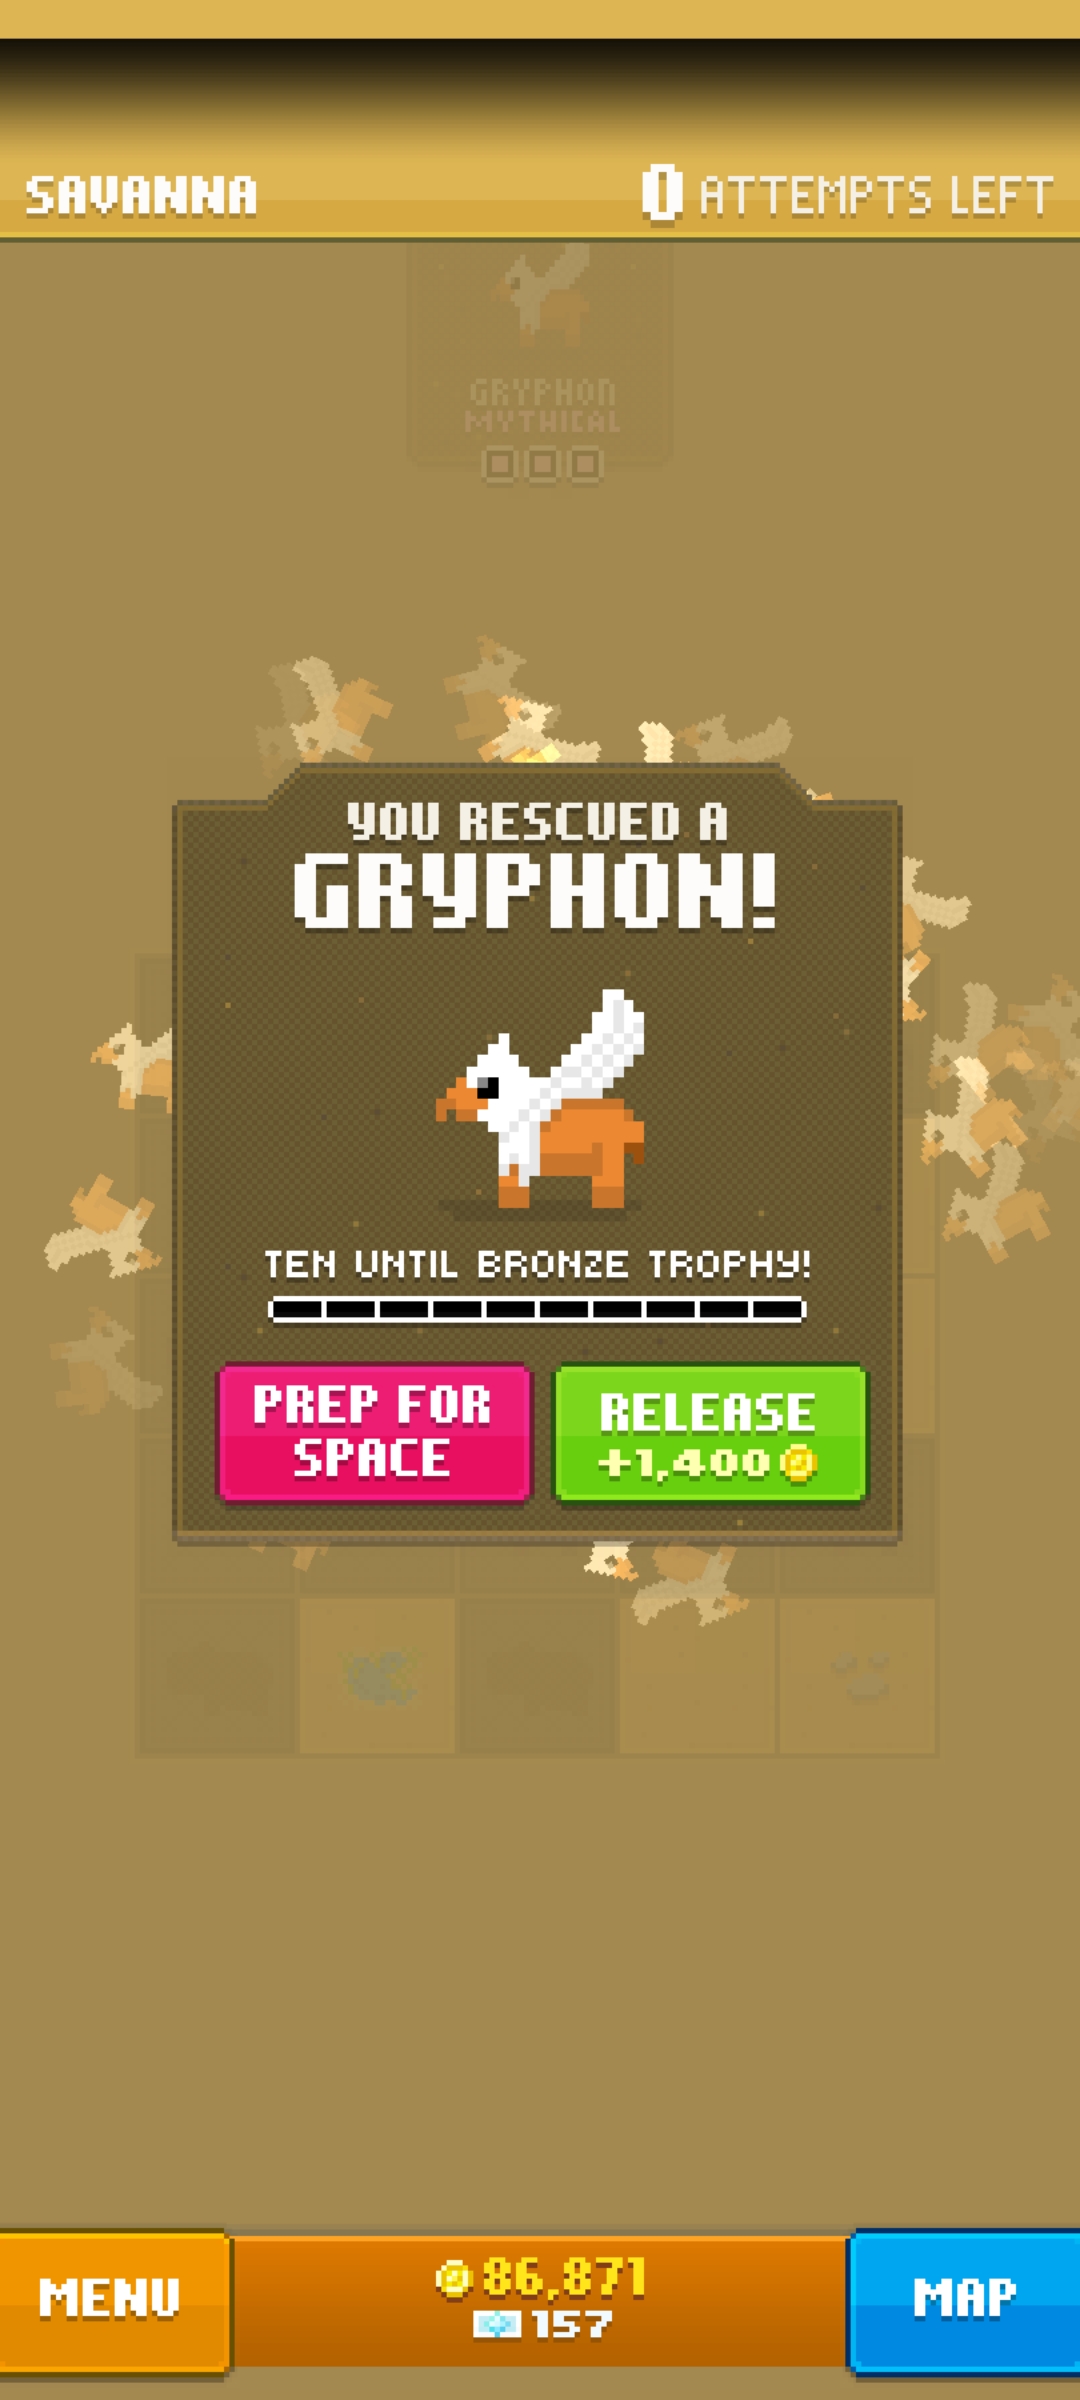 SAVANNA
0 ATTEMPTS LEFT
GRYPHON
MYTHICAL
YOU RESCUED A
GRYPHON!
TEN UNTIL BRONZE TROPHY!
PREP FOR
SPACE
RELEASE
+1,400
MENU
86,871
157
MAP